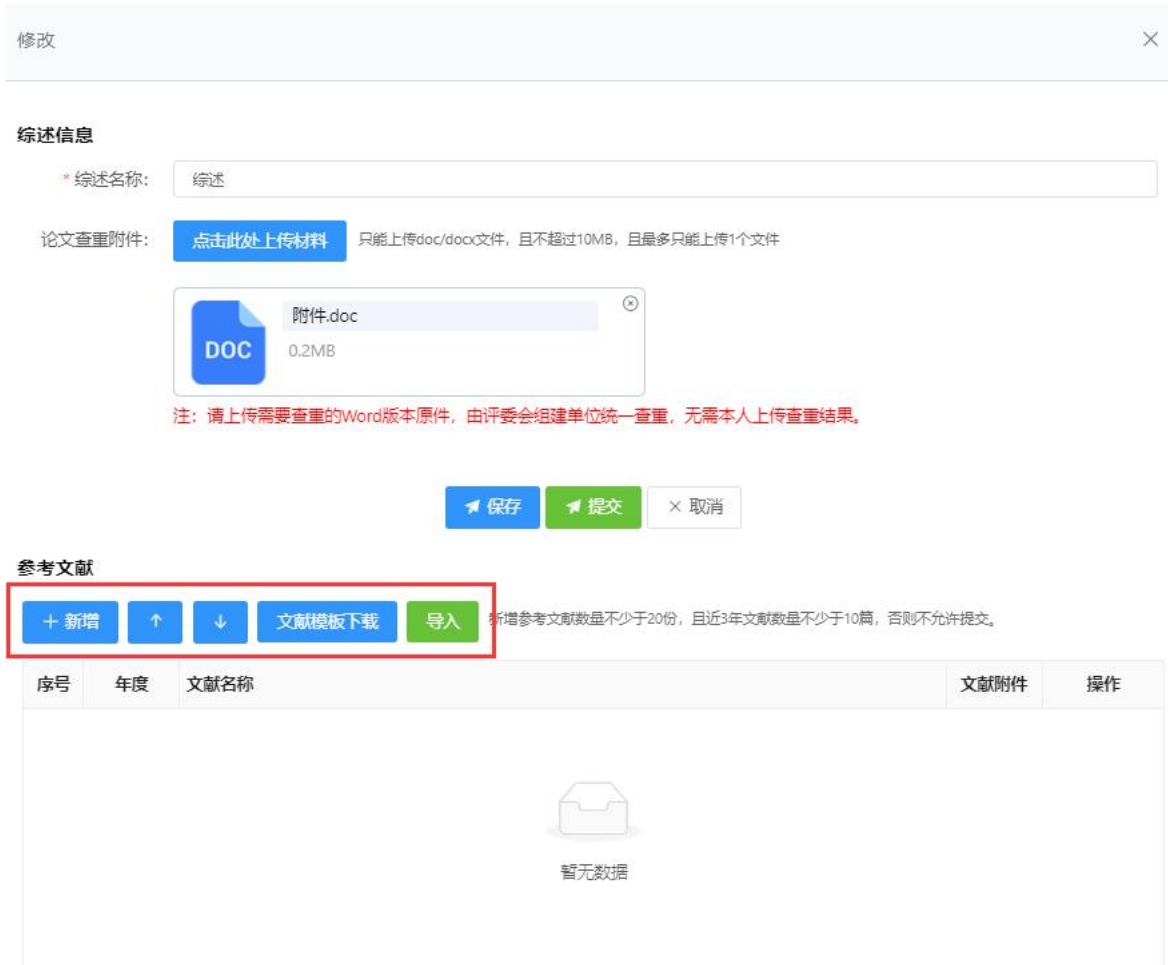 修改
综述信息
* 综述名称: 综述
论文查重附件: 点击此处上传材料 只能上传doc/docx文件，且不超过10MB，且最多只能上传1个文件
附件.doc
DOC 0.2MB
注：请上传需要查重的Word版本原件，由评委会组建单位统一查重，无需本人上传查重结果。
保存 提交 × 取消
参考文献
+ 新增 ↑ ↓ 文献模板下载 导入 新增参考文献数量不少于20份，且近3年文献数量不少于10篇，否则不允许提交。
序号 年度 文献名称 文献附件 操作
暂无数据